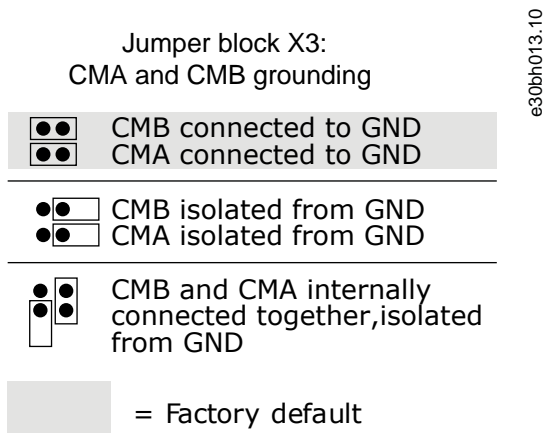 Jumper block X3:
CMA and CMB grounding
e30bh013.10
CMB connected to GND
CMA connected to GND
CMB isolated from GND
CMA isolated from GND
CMB and CMA internally
connected together,isolated
from GND
= Factory default